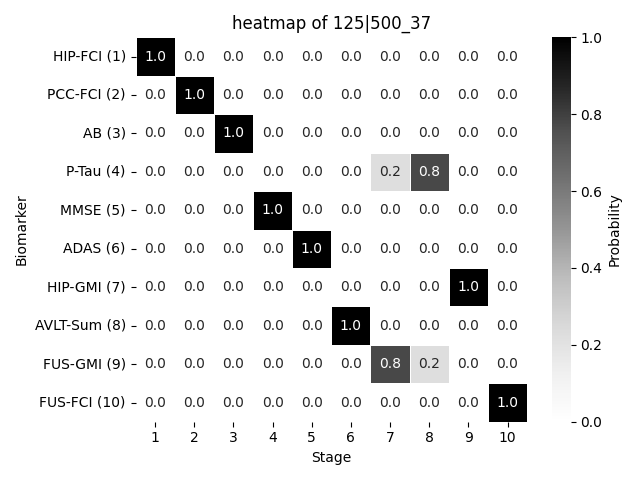 heatmap of 125|500_37
HIP-FCI (1) 1.0 0.0 0.0 0.0 0.0 0.0 0.0 0.0 0.0 0.0
PCC-FCI (2) 0.0 1.0 0.0 0.0 0.0 0.0 0.0 0.0 0.0 0.0
AB (3) 0.0 0.0 1.0 0.0 0.0 0.0 0.0 0.0 0.0 0.0
P-Tau (4) 0.0 0.0 0.0 0.0 0.0 0.0 0.2 0.8 0.0 0.0
MMSE (5) 0.0 0.0 0.0 1.0 0.0 0.0 0.0 0.0 0.0 0.0
ADAS (6) 0.0 0.0 0.0 0.0 1.0 0.0 0.0 0.0 0.0 0.0
HIP-GMI (7) 0.0 0.0 0.0 0.0 0.0 0.0 0.0 0.0 1.0 0.0
AVLT-Sum (8) 0.0 0.0 0.0 0.0 0.0 1.0 0.0 0.0 0.0 0.0
FUS-GMI (9) 0.0 0.0 0.0 0.0 0.0 0.0 0.8 0.2 0.0 0.0
FUS-FCI (10) 0.0 0.0 0.0 0.0 0.0 0.0 0.0 0.0 0.0 1.0
1 2 3 4 5 6 7 8 9 10
Stage
Biomarker
1.0
0.8
0.6
0.4
0.2
0.0
Probability